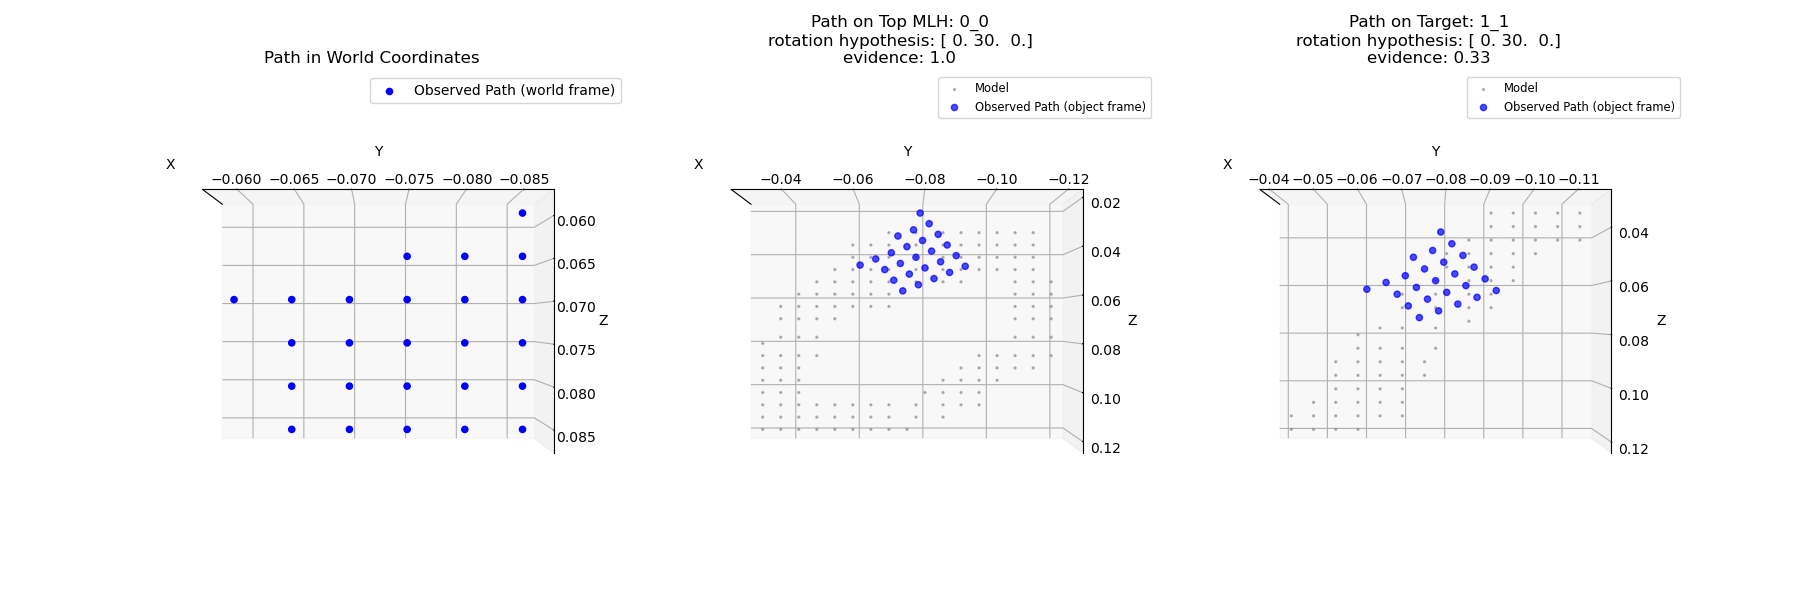 Path in World Coordinates
Observed Path (world frame)
X
Y
−0.060 −0.065 −0.070 −0.075 −0.080 −0.085
0.060
0.065
0.070
0.075
0.080
0.085
Z
Path on Top MLH: 0_0
rotation hypothesis: [ 0. 30.  0.]
evidence: 1.0
Model
Observed Path (object frame)
X
Y
−0.04 −0.06 −0.08 −0.10 −0.12
0.02
0.04
0.06
0.08
0.10
0.12
Z
Path on Target: 1_1
rotation hypothesis: [ 0. 30.  0.]
evidence: 0.33
Model
Observed Path (object frame)
X
Y
−0.04 −0.05 −0.06 −0.07 −0.08 −0.09 −0.10 −0.11
0.04
0.06
0.08
0.10
0.12
Z